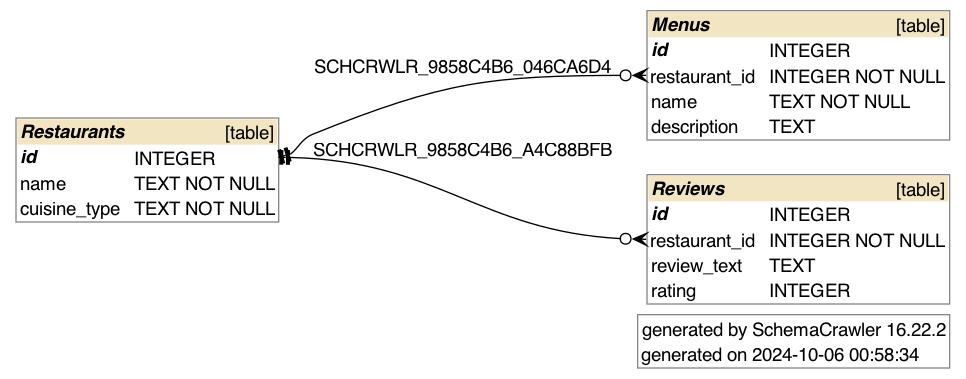 Restaurants [table]
id INTEGER
name TEXT NOT NULL
cuisine_type TEXT NOT NULL
SCHCRWLR_9858C4B6_046CA6D4
SCHCRWLR_9858C4B6_A4C88BFB
Menus [table]
id INTEGER
restaurant_id INTEGER NOT NULL
name TEXT NOT NULL
description TEXT
Reviews [table]
id INTEGER
restaurant_id INTEGER NOT NULL
review_text TEXT
rating INTEGER
generated by SchemaCrawler 16.22.2
generated on 2024-10-06 00:58:34